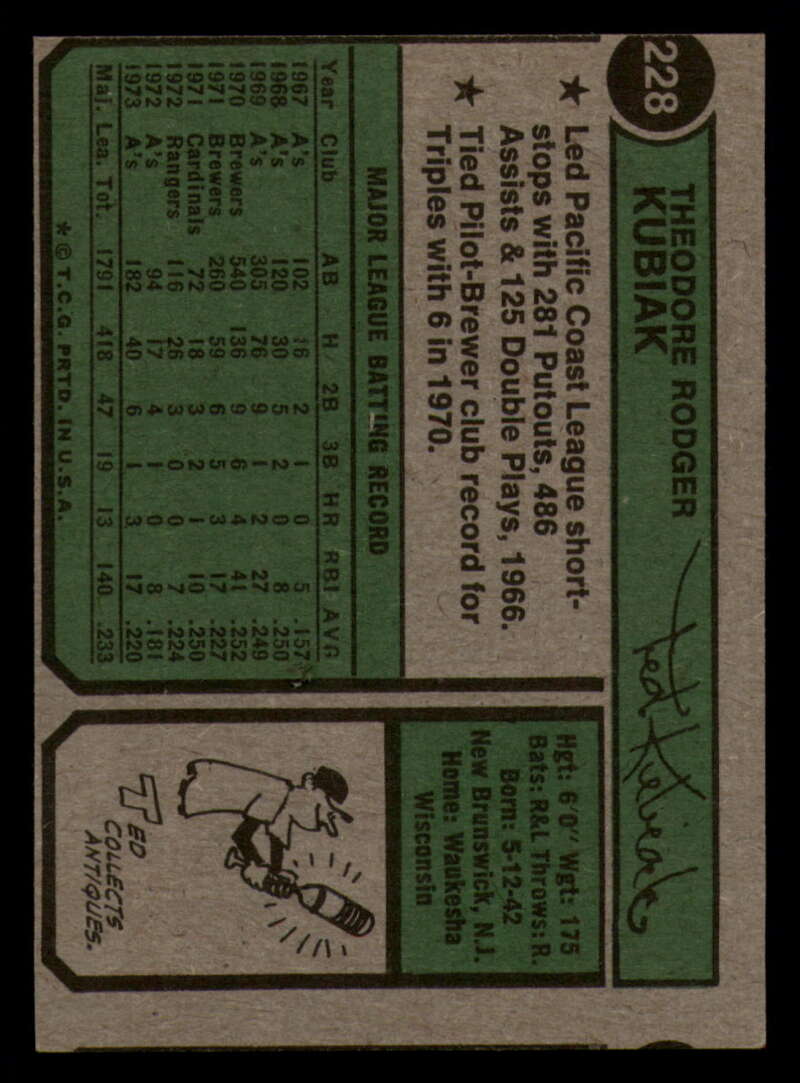 228
THEODORE RODGER
KUBIAK
Ted Kubiak
★ Led Pacific Coast League short-
stops with 281 Putouts, 486
Assists & 125 Double Plays, 1966.
★ Tied Pilot-Brewer club record for
Triples with 6 in 1970.
MAJOR LEAGUE BATTING RECORD
Year Club AB H 2B 3B HR RBI AVG
1967 A's 102 16 2 1 0 5 .157
1968 A's 120 30 5 2 0 8 .250
1969 A's 305 76 9 1 2 27 .249
1970 Brewers 540 136 9 6 4 41 .252
1971 Brewers 260 59 6 5 3 17 .227
1971 Cardinals 72 18 3 2 1 10 .250
1972 Rangers 116 26 3 0 0 7 .224
1972 A's 94 17 4 1 0 8 .181
1973 A's 182 40 6 1 3 17 .220
Maj. Lea. Tot. 1791 418 47 19 13 140 .233
* © T.C.G. PRTD. IN U.S.A.
Hgt: 6'0" Wgt: 175
Bats: R&L Throws: R.
Born: 5-12-42
New Brunswick, N.J.
Home: Waukesha
Wisconsin
TED
COLLECTS
ANTIQUES.